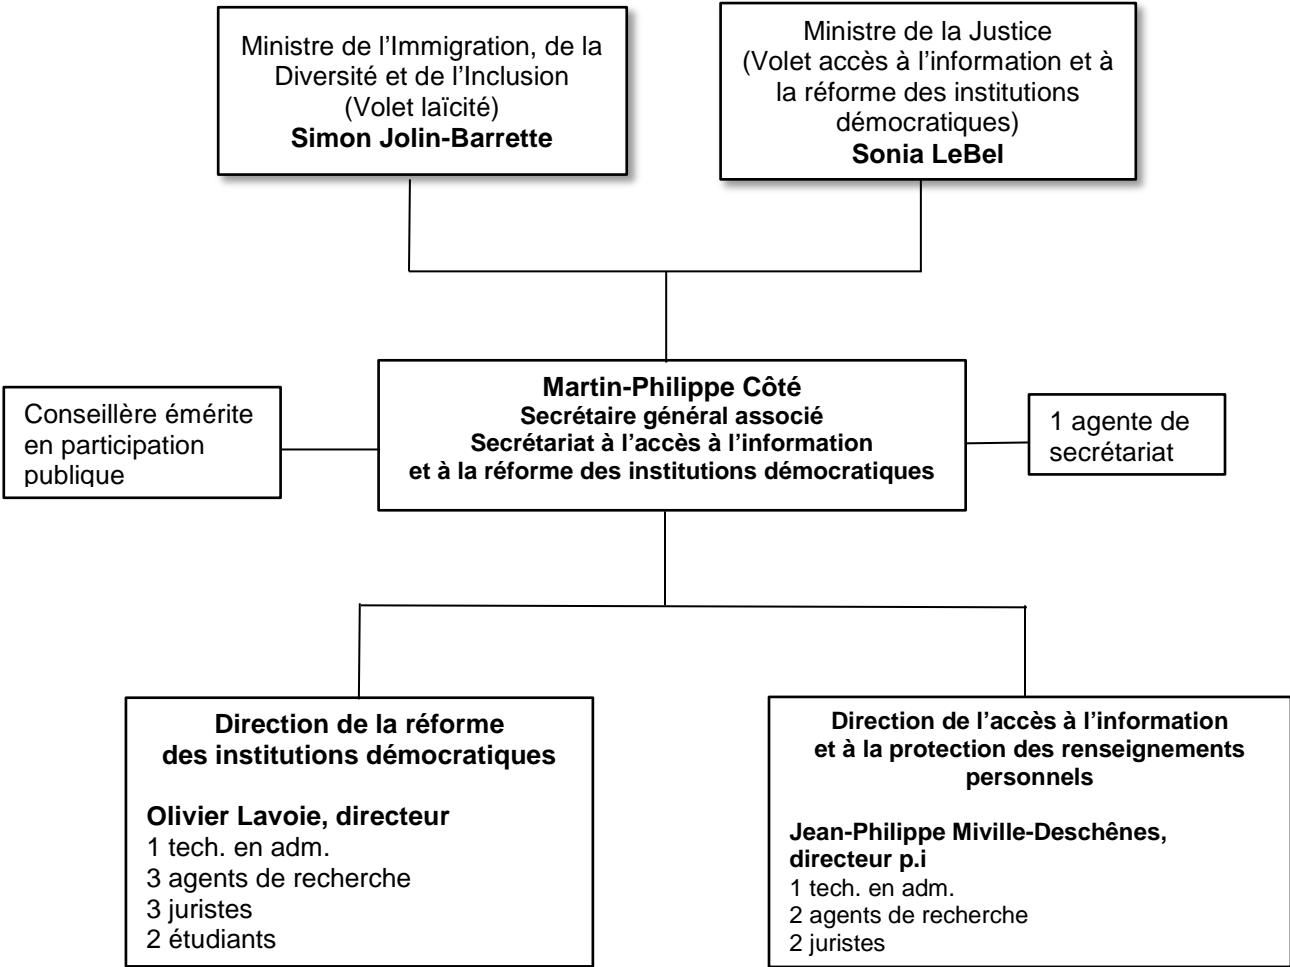 Ministre de l’Immigration, de la
Diversité et de l’Inclusion
(Volet laïcité)
Simon Jolin-Barrette
Ministre de la Justice
(Volet accès à l’information et à
la réforme des institutions
démocratiques)
Sonia LeBel
Martin-Philippe Côté
Secrétaire général associé
Secrétariat à l’accès à l’information
et à la réforme des institutions démocratiques
Conseillère émérite
en participation
publique
1 agente de
secrétariat
Direction de la réforme
des institutions démocratiques
Olivier Lavoie, directeur
1 tech. en adm.
3 agents de recherche
3 juristes
2 étudiants
Direction de l’accès à l’information
et à la protection des renseignements
personnels
Jean-Philippe Miville-Deschênes,
directeur p.i
1 tech. en adm.
2 agents de recherche
2 juristes